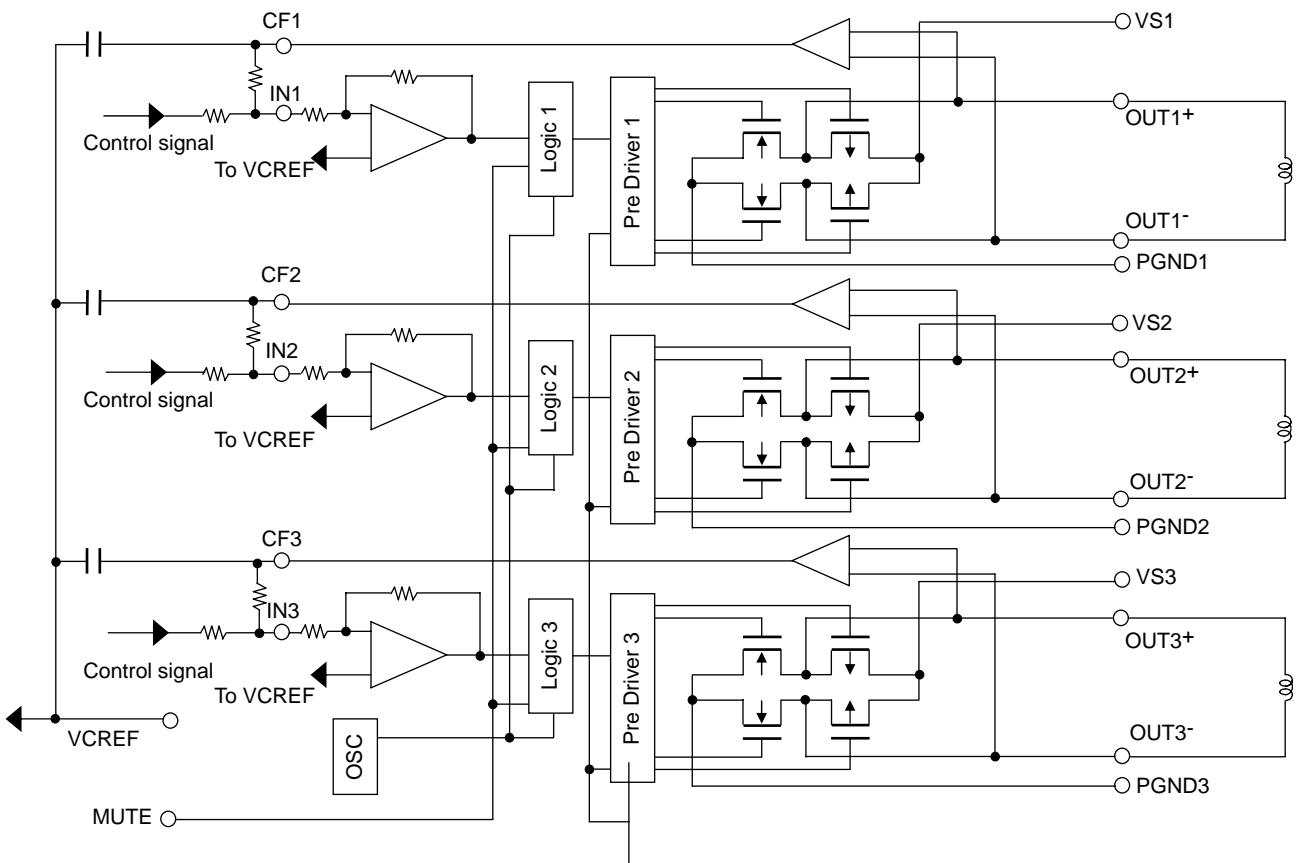 CF1
VS1
IN1
OUT1+
Control signal
To VCREF
Logic 1
Pre Driver 1
OUT1-
PGND1
CF2
VS2
IN2
OUT2+
Control signal
To VCREF
Logic 2
Pre Driver 2
OUT2-
PGND2
CF3
VS3
IN3
OUT3+
Control signal
To VCREF
Logic 3
Pre Driver 3
VCREF
OUT3-
OSC
PGND3
MUTE